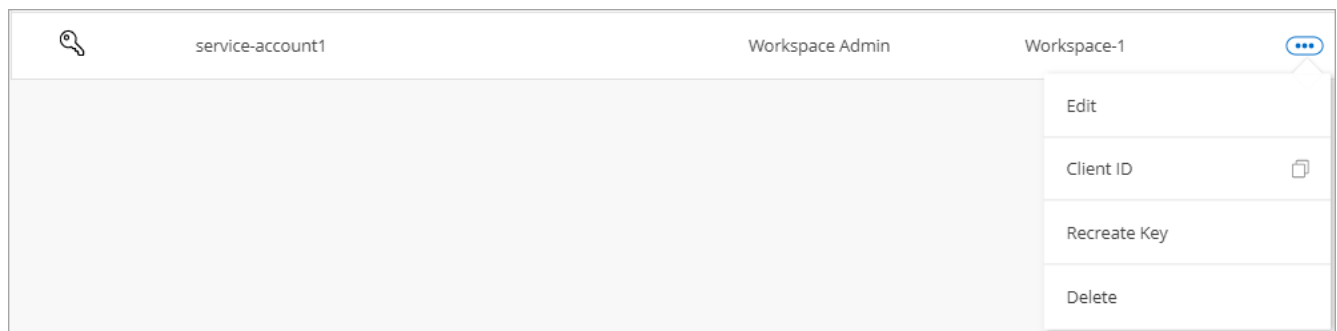 service-account1 Workspace Admin Workspace-1
Edit
Client ID
Recreate Key
Delete